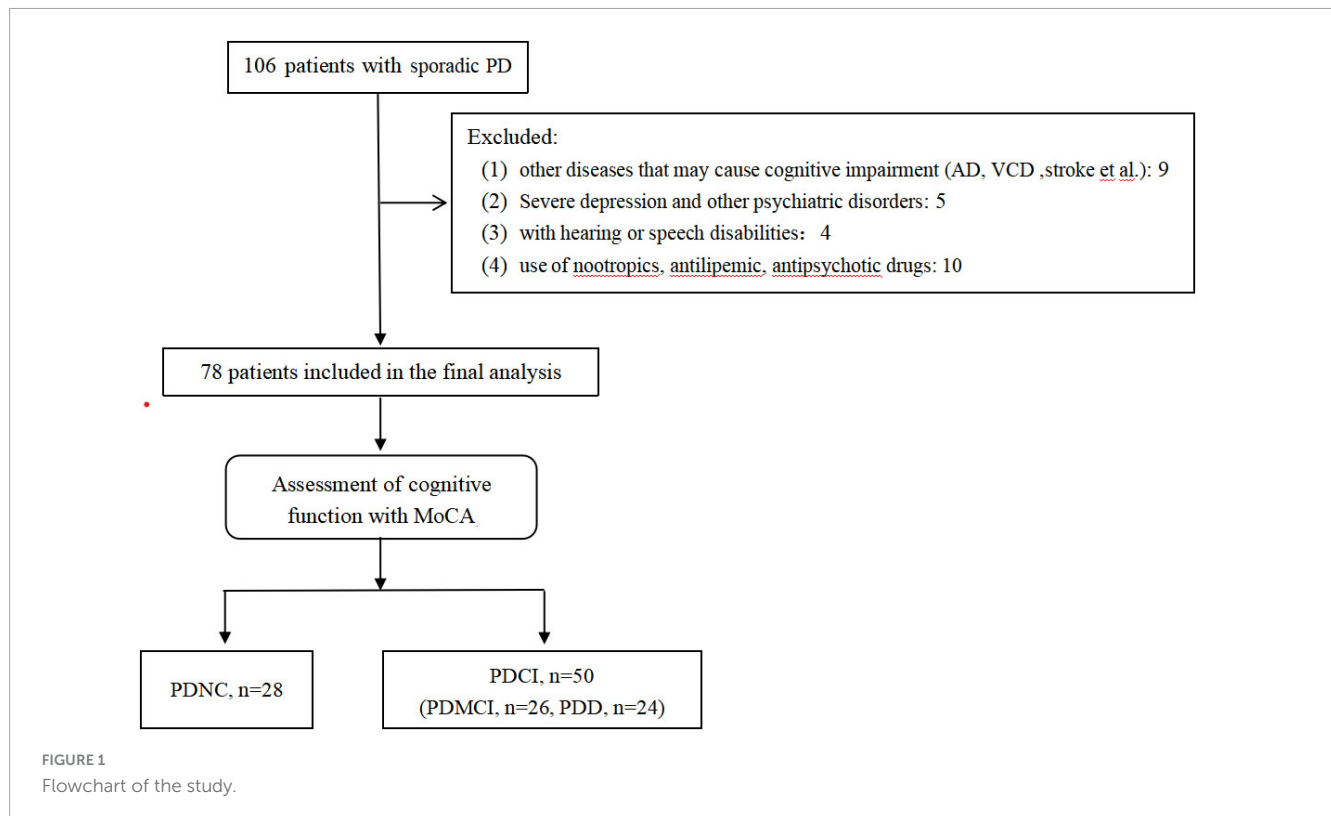 106 patients with sporadic PD
Excluded:
(1) other diseases that may cause cognitive impairment (AD, VCD ,stroke et al.): 9
(2) Severe depression and other psychiatric disorders: 5
(3) with hearing or speech disabilities： 4
(4) use of nootropics, antilipemic, antipsychotic drugs: 10
78 patients included in the final analysis
Assessment of cognitive
function with MoCA
PDNC, n=28
PDCI, n=50
(PDMCI, n=26, PDD, n=24)
FIGURE 1
Flowchart of the study.